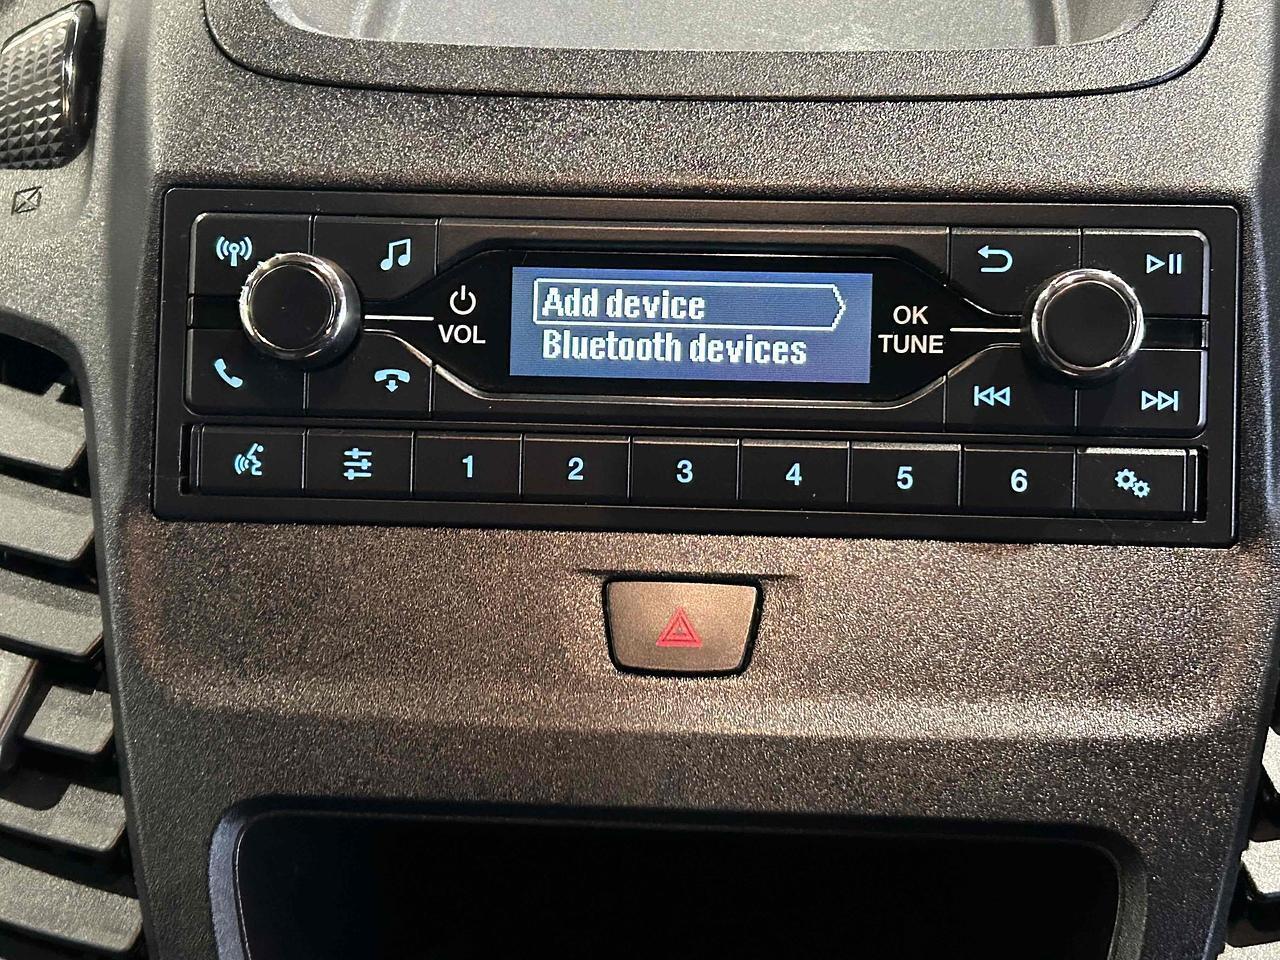 VOL
Add device
Bluetooth devices
OK
TUNE
1 2 3 4 5 6